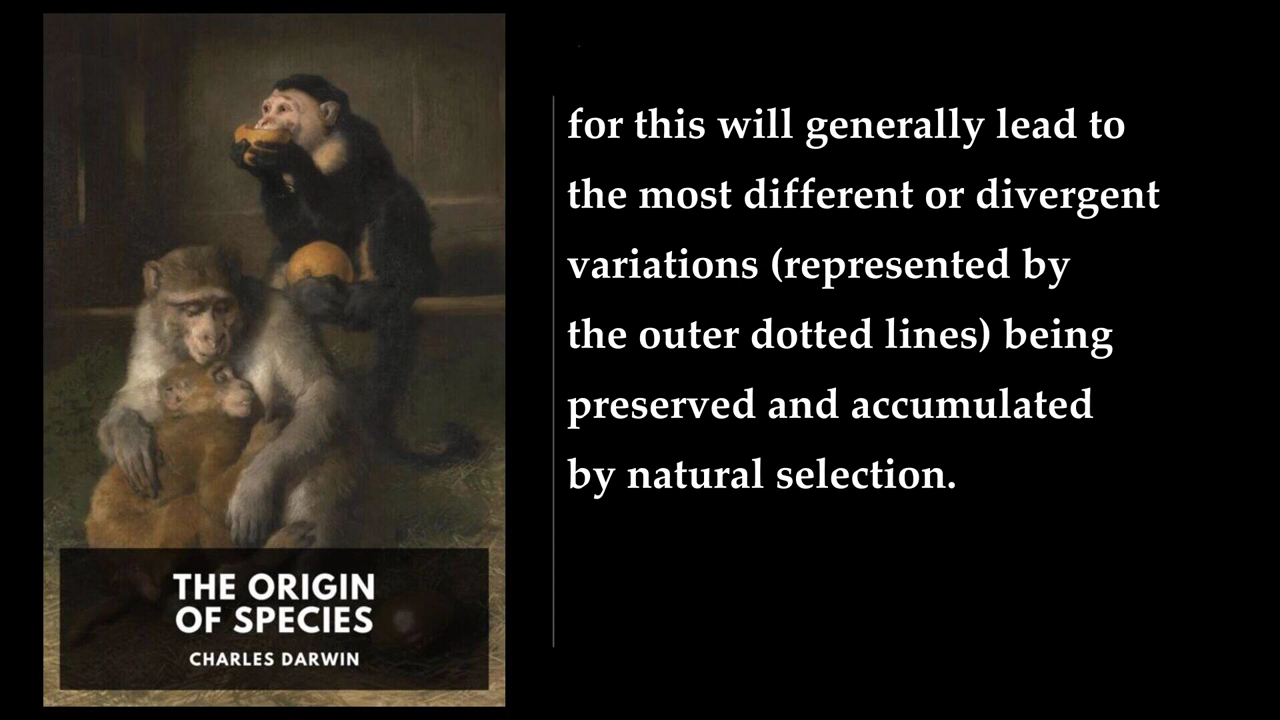 THE ORIGIN
OF SPECIES
CHARLES DARWIN
for this will generally lead to
the most different or divergent
variations (represented by
the outer dotted lines) being
preserved and accumulated
by natural selection.